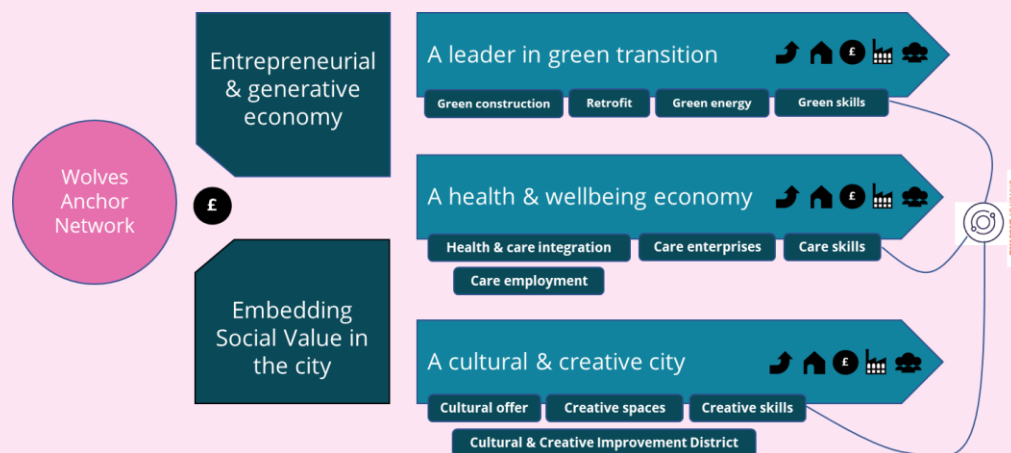 Wolves
Anchor
Network
Entrepreneurial
& generative
economy
£
Embedding
Social Value in
the city
A leader in green transition
£
Green construction
Retrofit
Green energy
Green skills
A health & wellbeing economy
£
Health & care integration
Care enterprises
Care skills
Care employment
A cultural & creative city
£
Cultural offer
Creative spaces
Creative skills
Cultural & Creative Improvement District